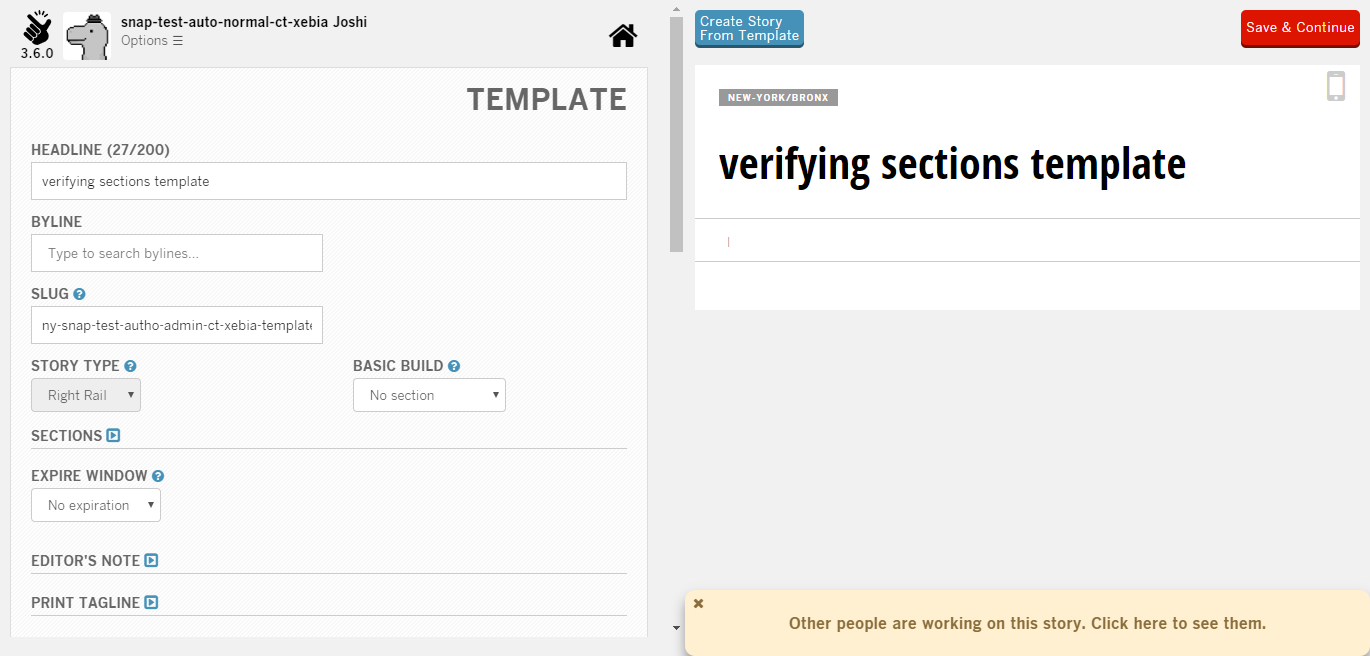 snap-test-auto-normal-ct-xebia Joshi
Options ☰
3.6.0
TEMPLATE
HEADLINE (27/200)
verifying sections template
BYLINE
Type to search bylines...
SLUG ?
ny-snap-test-autho-admin-ct-xebia-template
STORY TYPE ?
BASIC BUILD ?
Right Rail
No section
SECTIONS
EXPIRE WINDOW ?
No expiration
EDITOR'S NOTE
PRINT TAGLINE
Create Story
From Template
Save & Continue
NEW-YORK/BRONX
verifying sections template
Other people are working on this story. Click here to see them.